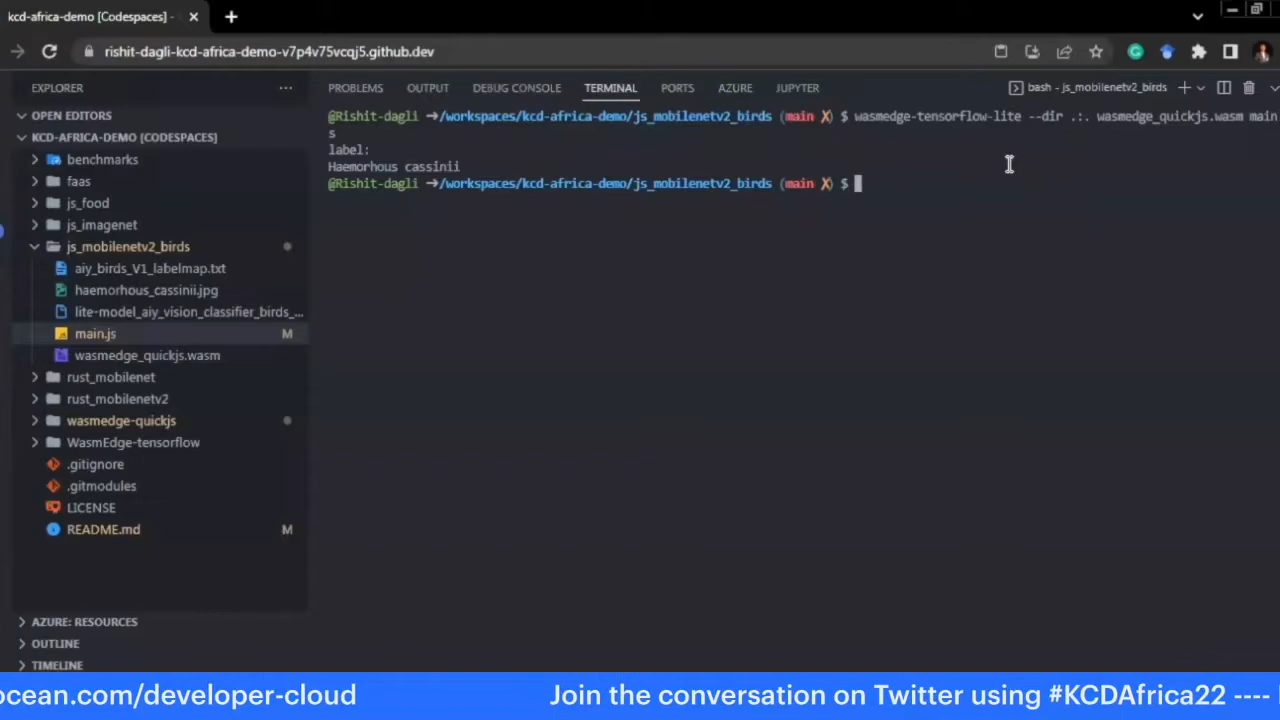 kcd-africa-demo [Codespaces] -
rishit-dagli-kcd-africa-demo-v7p4v75vcqj5.github.dev
EXPLORER
OPEN EDITORS
KCD-AFRICA-DEMO [CODESPACES]
benchmarks
faas
js_food
js_imagenet
js_mobilenetv2_birds
aiy_birds_V1_labelmap.txt
haemorhous_cassinii.jpg
lite-model_aiy_vision_classifier_birds_...
main.js M
wasmedge_quickjs.wasm
rust_mobilenet
rust_mobilenetv2
wasmedge-quickjs
WasmEdge-tensorflow
.gitignore
.gitmodules
LICENSE
README.md M
AZURE: RESOURCES
OUTLINE
TIMELINE
PROBLEMS OUTPUT DEBUG CONSOLE TERMINAL PORTS AZURE JUPYTER bash - js_mobilenetv2_birds
@Rishit-dagli →/workspaces/kcd-africa-demo/js_mobilenetv2_birds (main ✗) $ wasmedge-tensorflow-lite --dir .:. wasmedge_quickjs.wasm main
s
label:
Haemorhous cassinii
@Rishit-dagli →/workspaces/kcd-africa-demo/js_mobilenetv2_birds (main ✗) $
ocean.com/developer-cloud Join the conversation on Twitter using #KCDAfrica22 ----